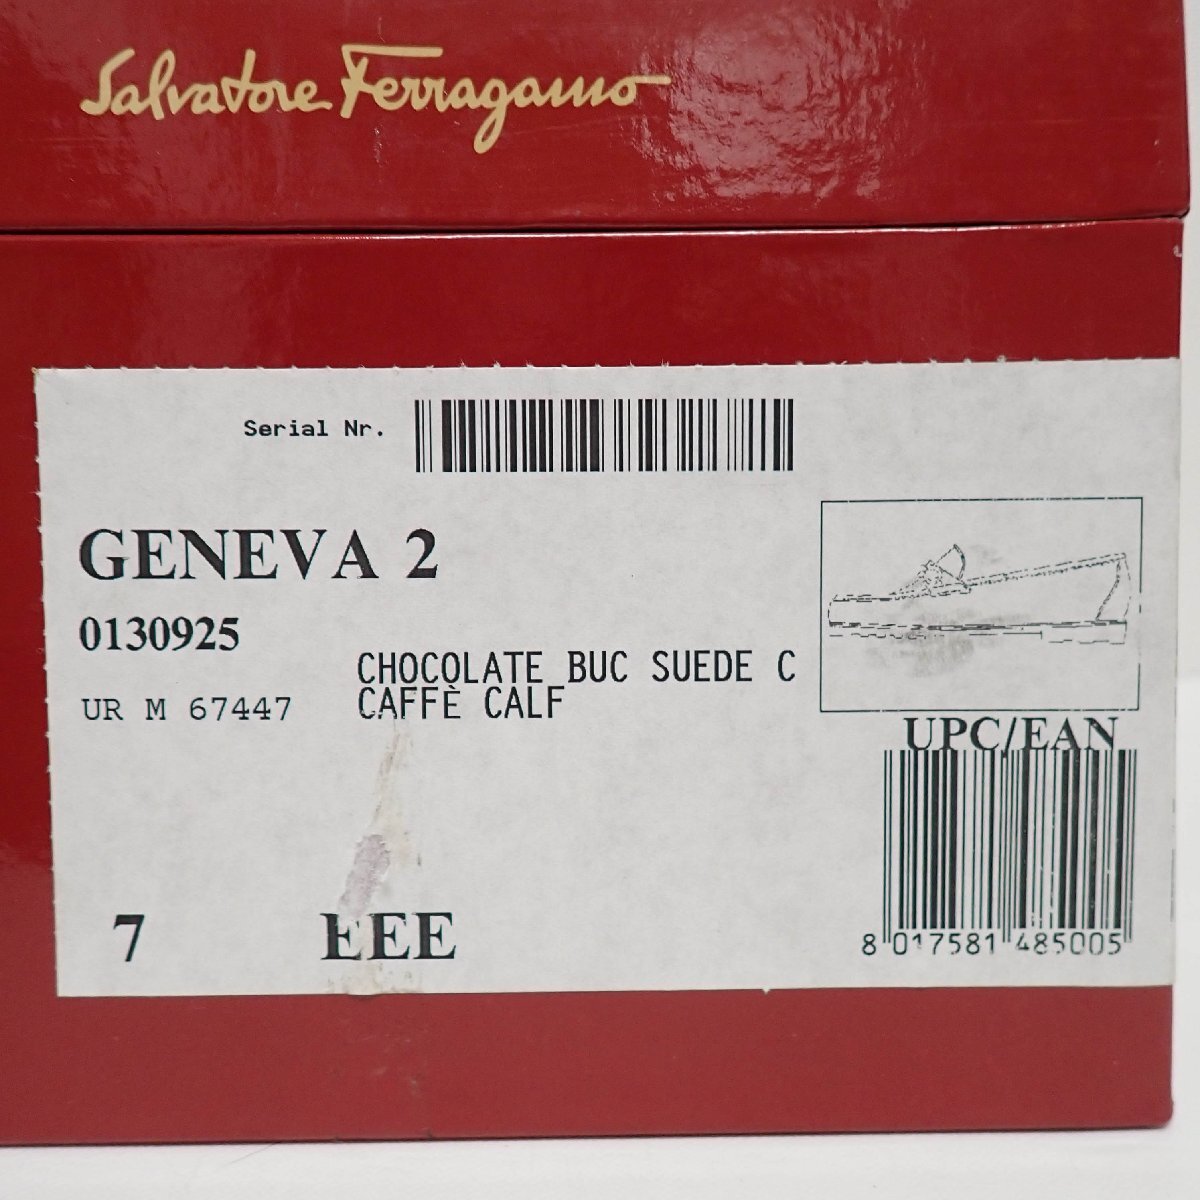 Salvatore Ferragamo
Serial Nr.
GENEVA 2
0130925
CHOCOLATE BUC SUEDE C
UR M 67447 CAFFÈ CALF
UPC/EAN
7 EEE
8 017581 485005